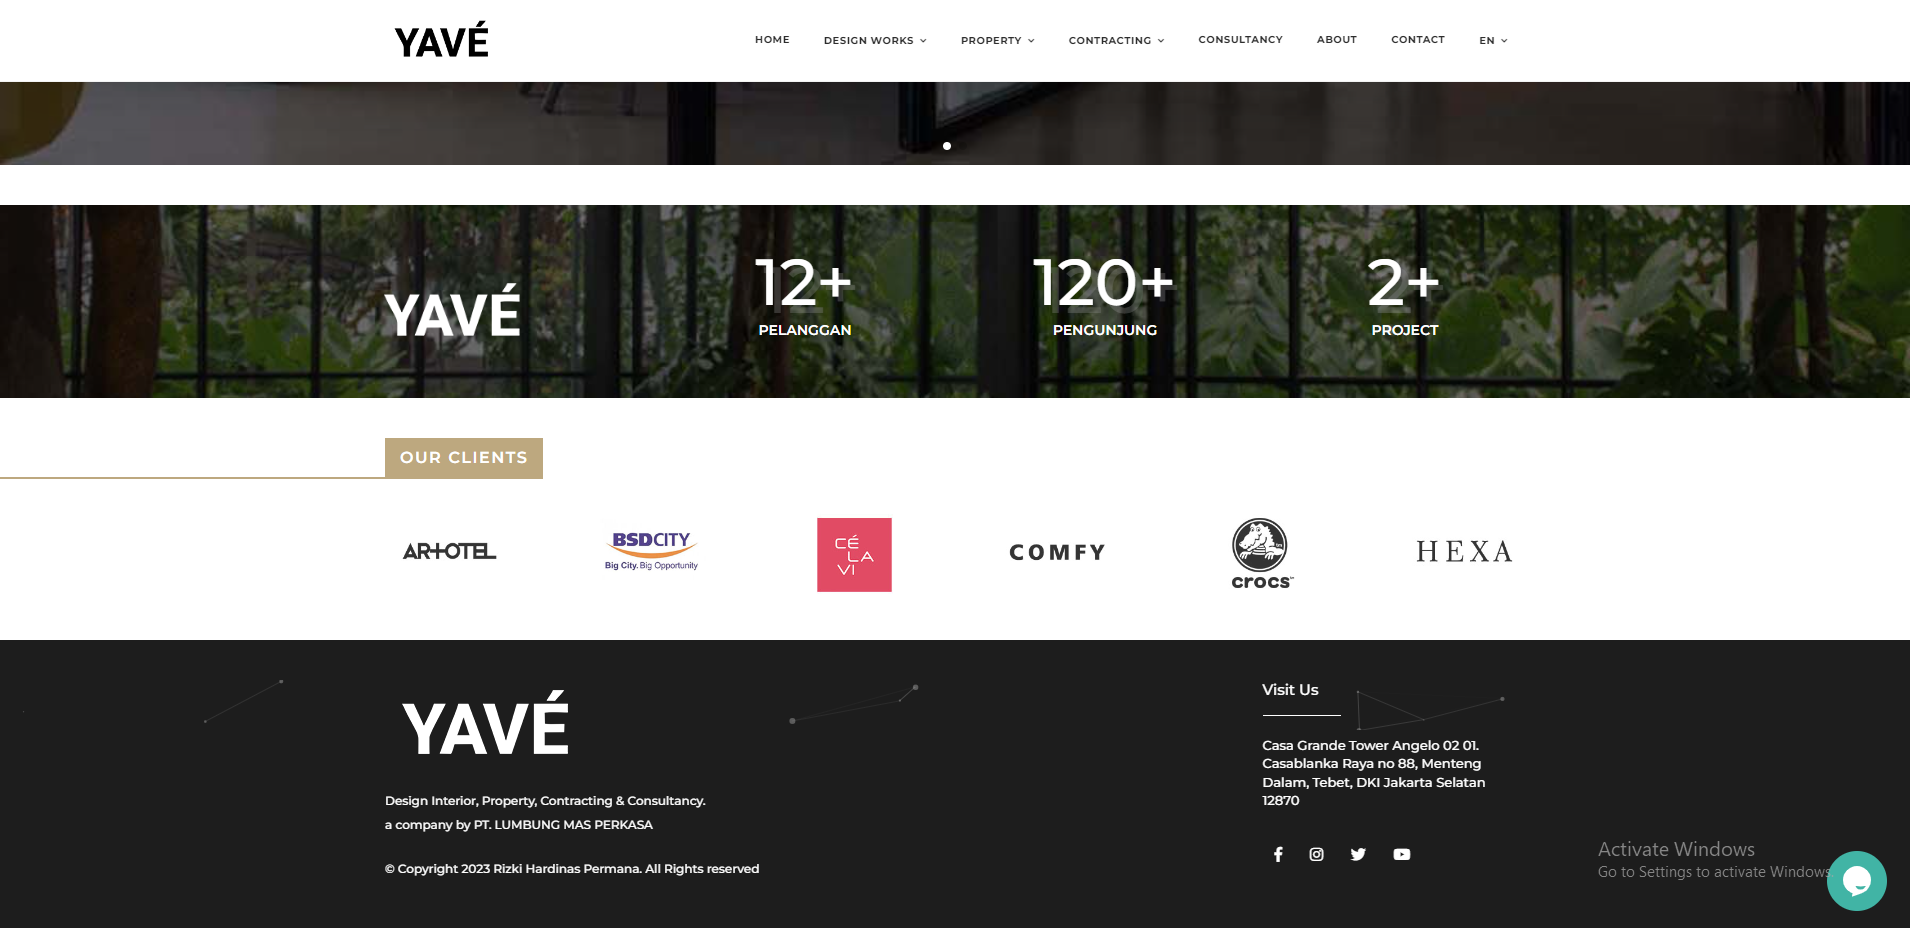 YAVÉ
HOME DESIGN WORKS PROPERTY CONTRACTING CONSULTANCY ABOUT CONTACT EN
YAVÉ
12+
PELANGGAN
120+
PENGUNJUNG
2+
PROJECT
OUR CLIENTS
ARTOTEL
BSDCITY
Big City. Big Opportunity
CÉ
LA
VI
COMFY
crocs™
HEXA
YAVÉ
Design Interior, Property, Contracting & Consultancy.
a company by PT. LUMBUNG MAS PERKASA
© Copyright 2023 Rizki Hardinas Permana. All Rights reserved
Visit Us
Casa Grande Tower Angelo 02 01.
Casablanka Raya no 88, Menteng
Dalam, Tebet, DKI Jakarta Selatan
12870
Activate Windows
Go to Settings to activate Windows.